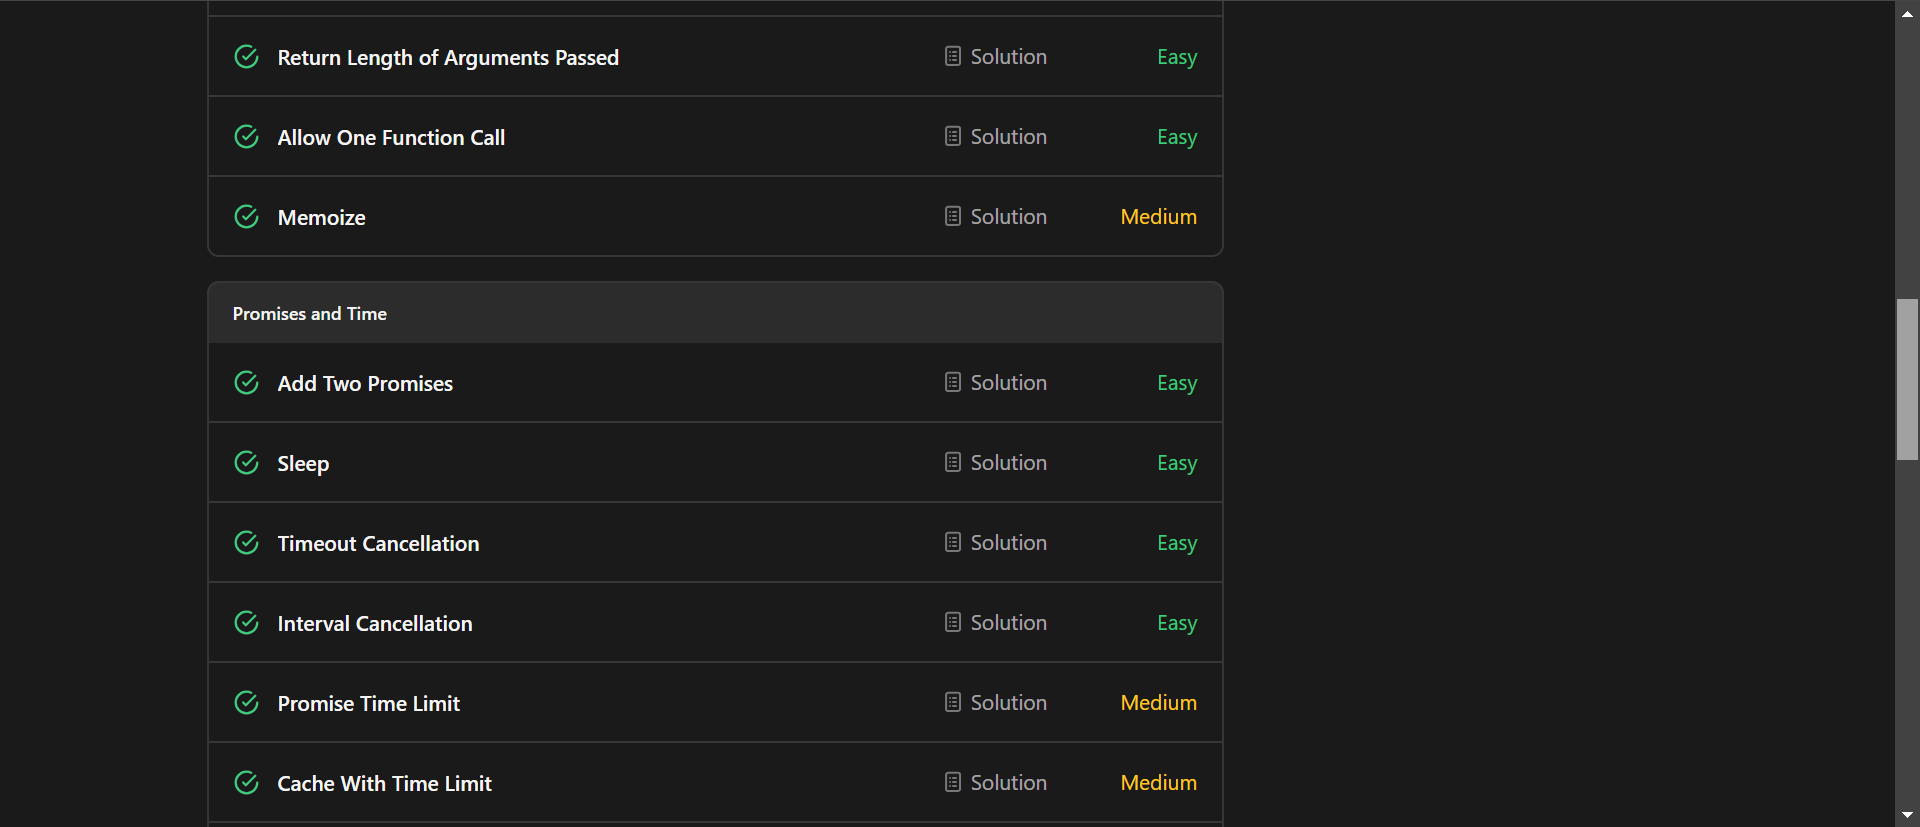 Return Length of Arguments Passed Solution Easy
Allow One Function Call Solution Easy
Memoize Solution Medium
Promises and Time
Add Two Promises Solution Easy
Sleep Solution Easy
Timeout Cancellation Solution Easy
Interval Cancellation Solution Easy
Promise Time Limit Solution Medium
Cache With Time Limit Solution Medium